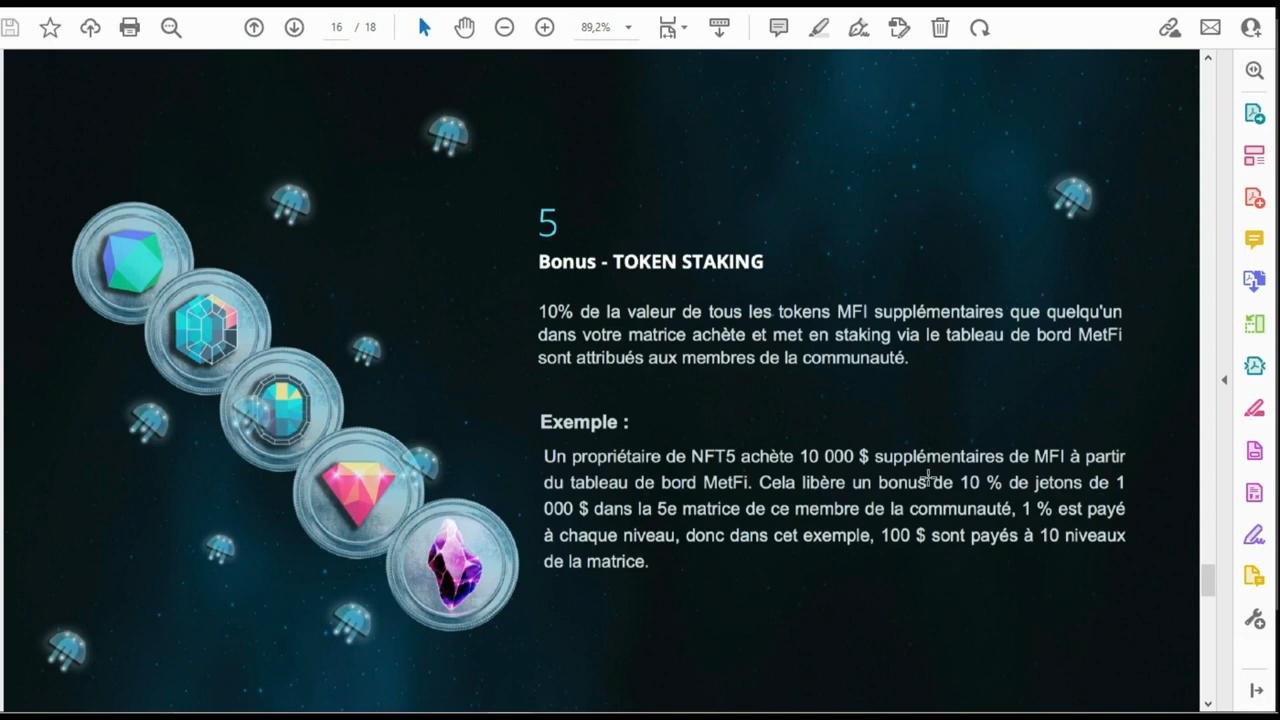 16 / 18
89,2%
5
Bonus - TOKEN STAKING
10% de la valeur de tous les tokens MFI supplémentaires que quelqu'un
dans votre matrice achète et met en staking via le tableau de bord MetFi
sont attribués aux membres de la communauté.
Exemple :
Un propriétaire de NFT5 achète 10 000 $ supplémentaires de MFI à partir
du tableau de bord MetFi. Cela libère un bonus de 10 % de jetons de 1
000 $ dans la 5e matrice de ce membre de la communauté, 1 % est payé
à chaque niveau, donc dans cet exemple, 100 $ sont payés à 10 niveaux
de la matrice.